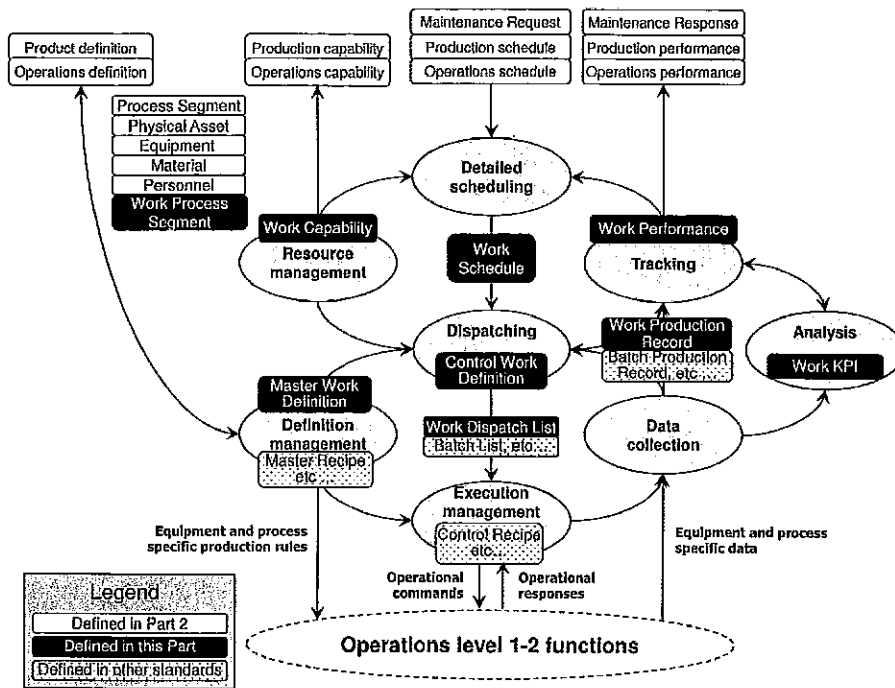 Product definition
Operations definition
Production capability
Operations capability
Maintenance Request
Production schedule
Operations schedule
Maintenance Response
Production performance
Operations performance
Process Segment
Physical Asset
Equipment
Material
Personnel
Work Process
Segment
Detailed
scheduling
Work Capability
Resource
management
Work
Schedule
Work Performance
Tracking
Dispatching
Control Work
Definition
Work Production
Record
Batch Production
Record, etc ...
Analysis
Work KPI
Master Work
Definition
Definition
management
Master Recipe
etc ...
Work Dispatch List
Batch List, etc...
Data
collection
Execution
management
Control Recipe
etc...
Equipment and process
specific production rules
Equipment and process
specific data
Operational
commands
Operational
responses
Operations level 1-2 functions
Legend
Defined in Part 2
Defined in this Part
Defined in other standards